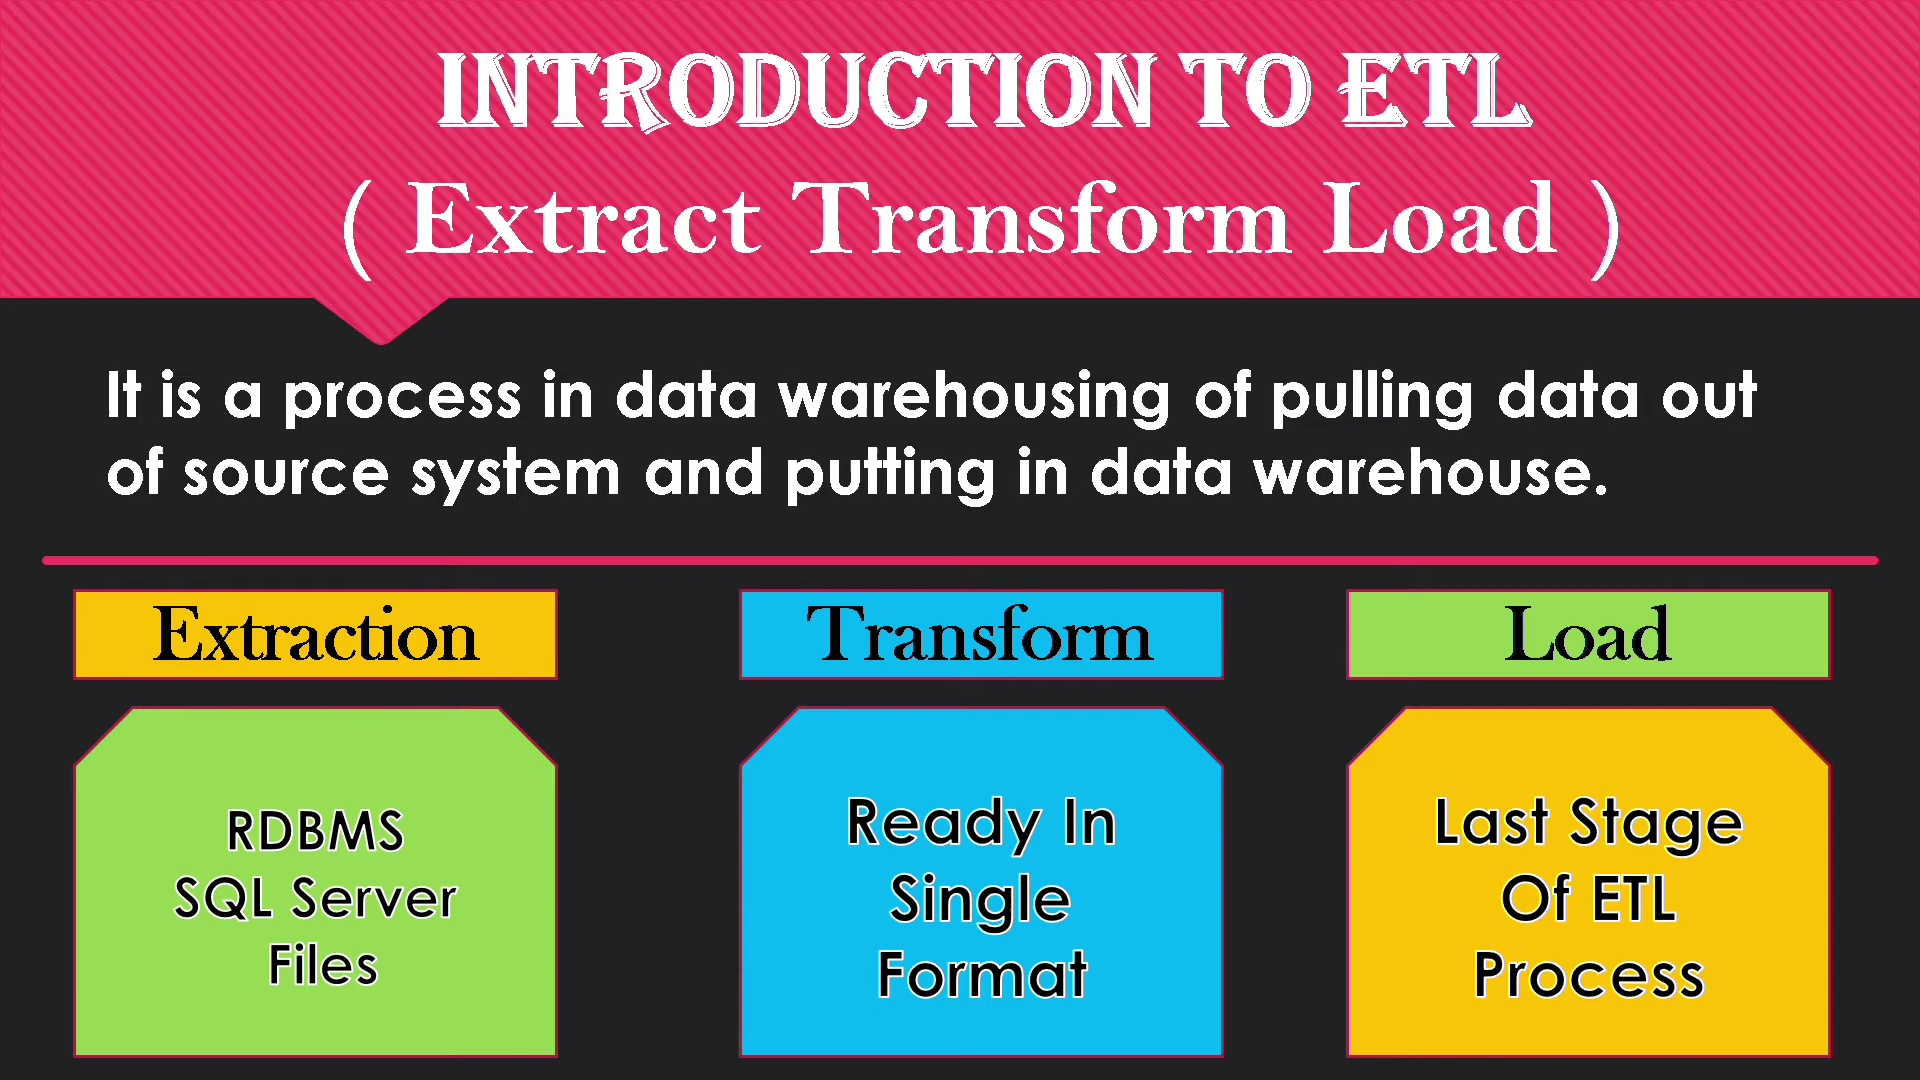 INTRODUCTION TO ETL
( Extract Transform Load )
It is a process in data warehousing of pulling data out
of source system and putting in data warehouse.
Extraction
Transform
Load
RDBMS
SQL Server
Files
Ready In
Single
Format
Last Stage
Of ETL
Process